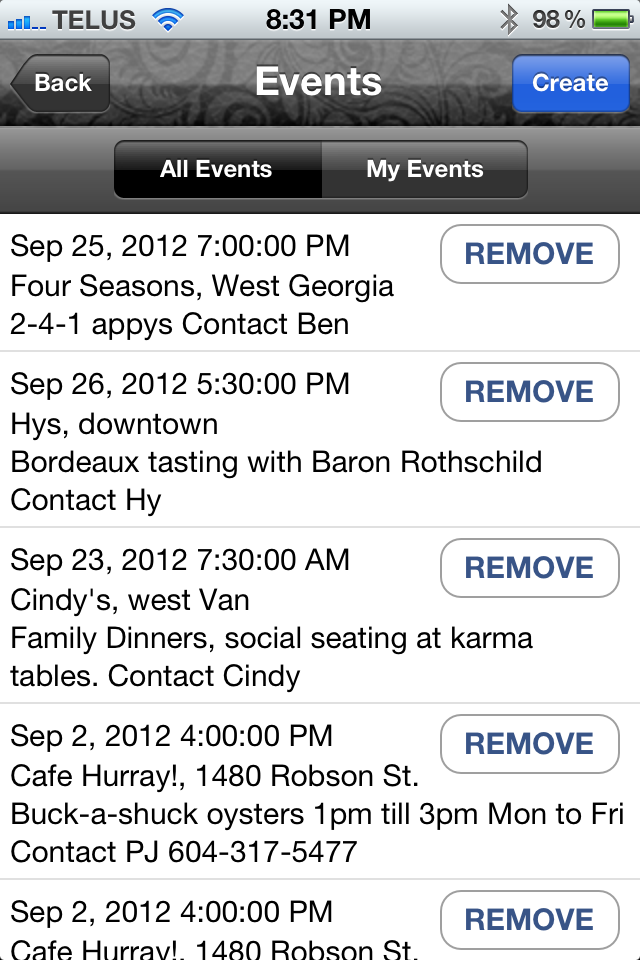 TELUS 8:31 PM 98 %
Back Events Create
All Events My Events
Sep 25, 2012 7:00:00 PM REMOVE
Four Seasons, West Georgia
2-4-1 appys Contact Ben
Sep 26, 2012 5:30:00 PM REMOVE
Hys, downtown
Bordeaux tasting with Baron Rothschild
Contact Hy
Sep 23, 2012 7:30:00 AM REMOVE
Cindy's, west Van
Family Dinners, social seating at karma
tables. Contact Cindy
Sep 2, 2012 4:00:00 PM REMOVE
Cafe Hurray!, 1480 Robson St.
Buck-a-shuck oysters 1pm till 3pm Mon to Fri
Contact PJ 604-317-5477
Sep 2, 2012 4:00:00 PM REMOVE
Cafe Hurray!, 1480 Robson St.